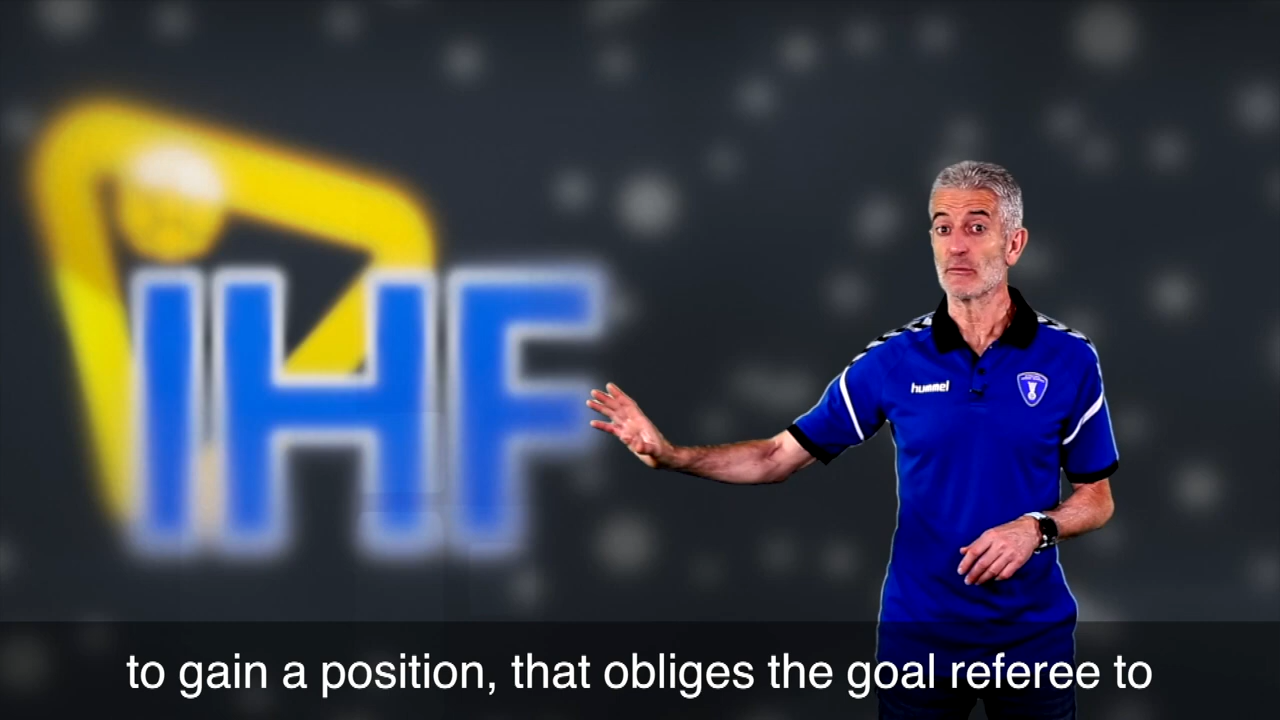 IHF
hummel
to gain a position, that obliges the goal referee to